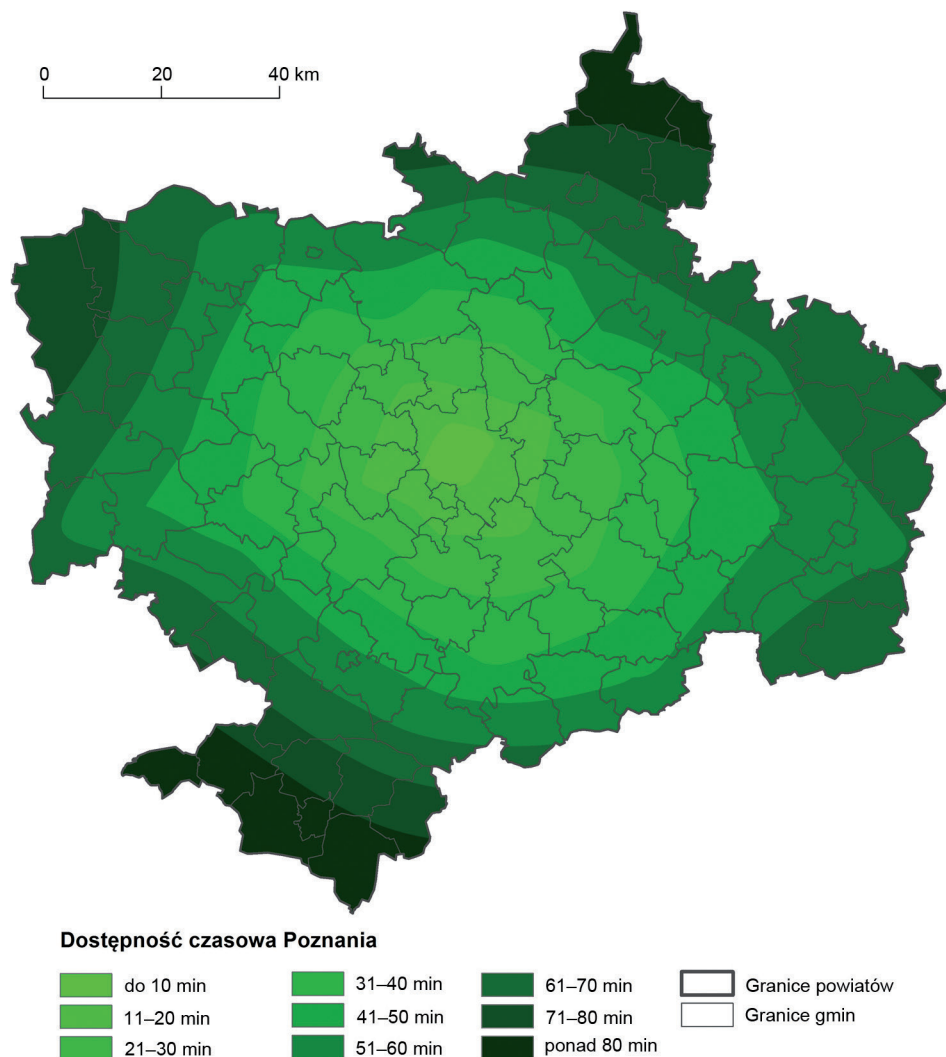 0 20 40 km
Dostępność czasowa Poznania
do 10 min
11–20 min
21–30 min
31–40 min
41–50 min
51–60 min
61–70 min
71–80 min
ponad 80 min
Granice powiatów
Granice gmin